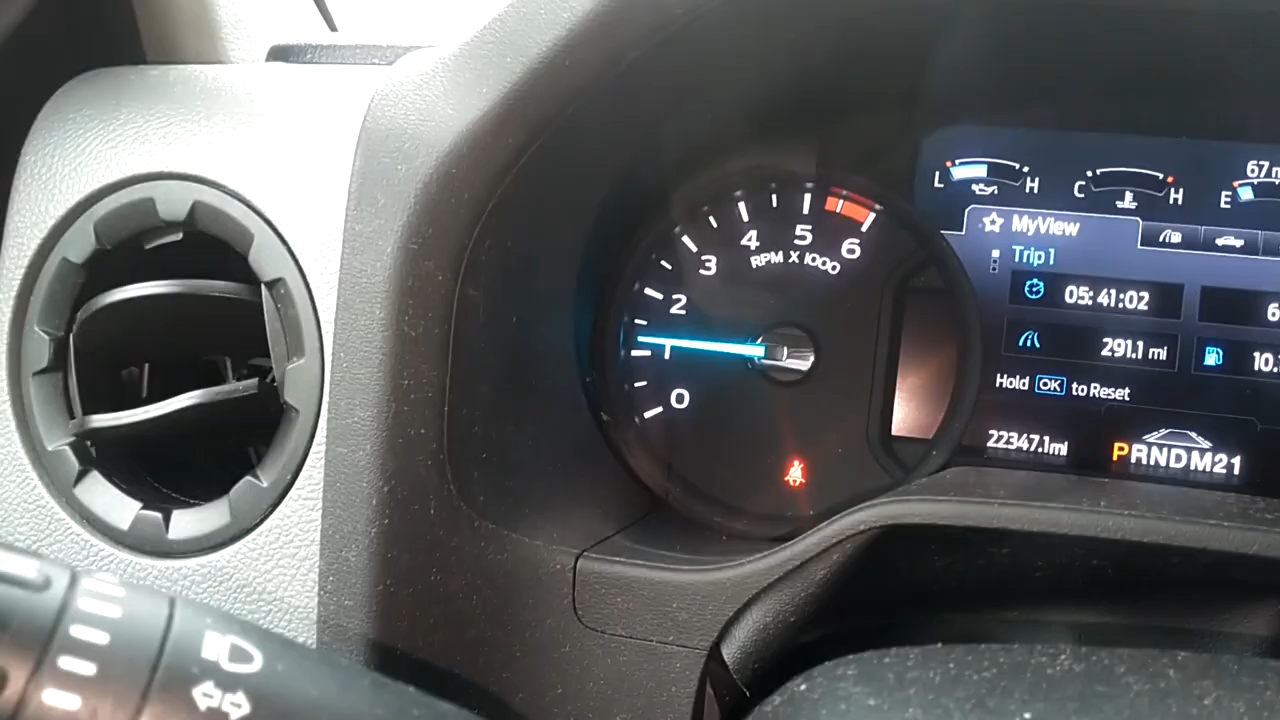 67
L H C H E
MyView
Trip 1
05:41:02
291.1 mi
10.
Hold OK to Reset
22347.1mi
PRNDM21
0
1
2
3
4
5
6
RPM X 1000